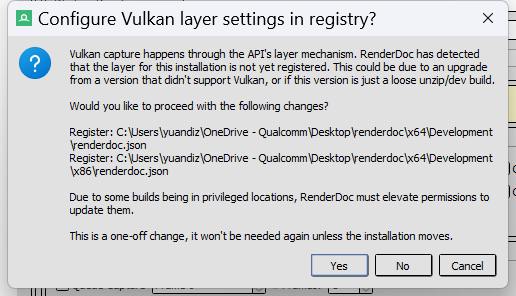 Configure Vulkan layer settings in registry?
Vulkan capture happens through the API's layer mechanism. RenderDoc has detected
that the layer for this installation is not yet registered. This could be due to an upgrade
from a version that didn't support Vulkan, or if this version is just a loose unzip/dev build.
Would you like to proceed with the following changes?
Register: C:\Users\yuandiz\OneDrive - Qualcomm\Desktop\renderdoc\x64\Development
\renderdoc.json
Register: C:\Users\yuandiz\OneDrive - Qualcomm\Desktop\renderdoc\x64\Development
\x86\renderdoc.json
Due to some builds being in privileged locations, RenderDoc must elevate permissions to
update them.
This is a one-off change, it won't be needed again unless the installation moves.
Yes No Cancel